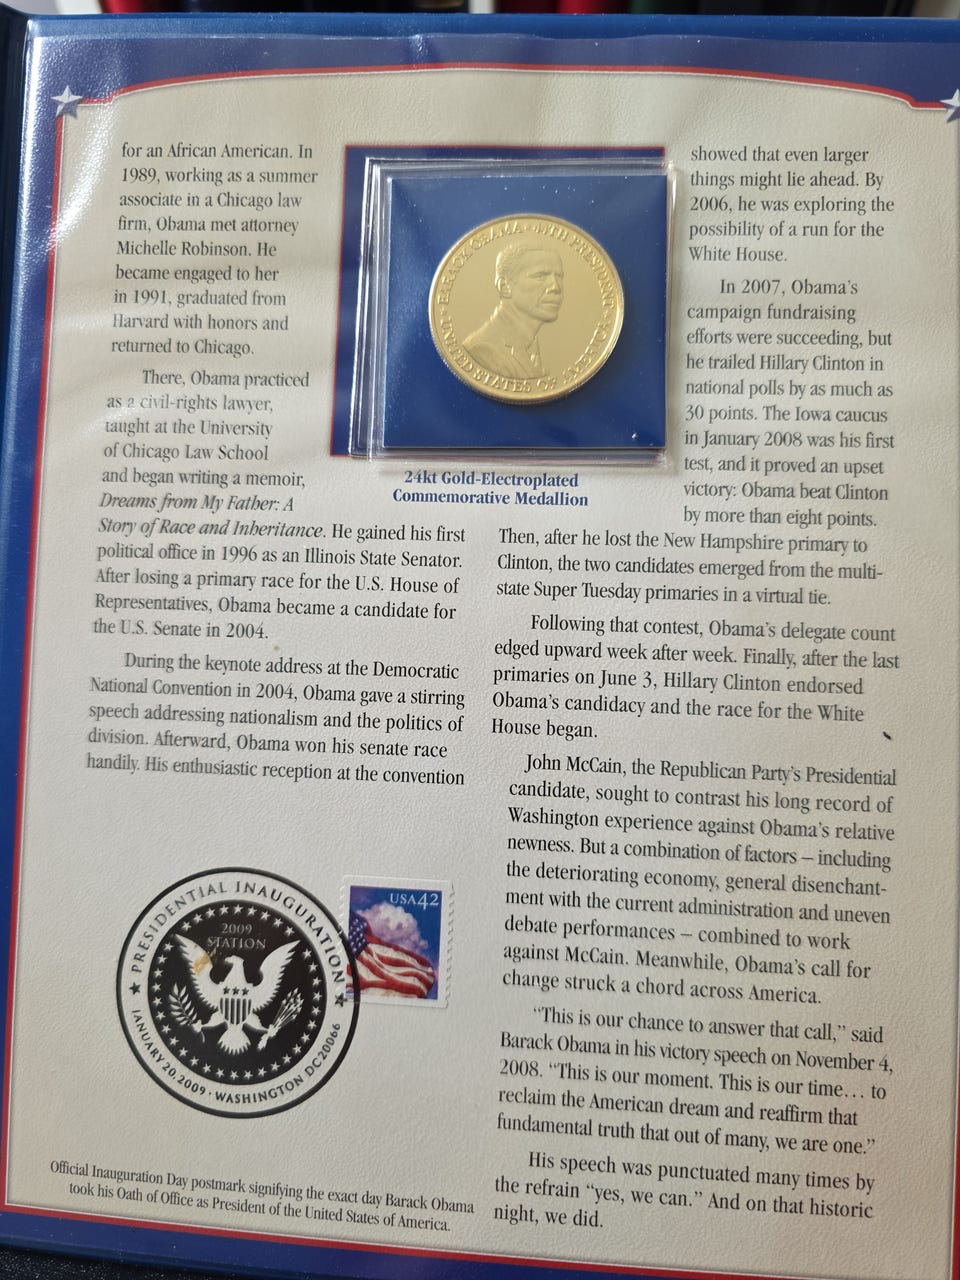 for an African American. In
1989, working as a summer
associate in a Chicago law
firm, Obama met attorney
Michelle Robinson. He
became engaged to her
in 1991, graduated from
Harvard with honors and
returned to Chicago.
There, Obama practiced
as a civil-rights lawyer,
taught at the University
of Chicago Law School
and began writing a memoir,
Dreams from My Father: A
Story of Race and Inheritance. He gained his first
political office in 1996 as an Illinois State Senator.
After losing a primary race for the U.S. House of
Representatives, Obama became a candidate for
the U.S. Senate in 2004.
During the keynote address at the Democratic
National Convention in 2004, Obama gave a stirring
speech addressing nationalism and the politics of
division. Afterward, Obama won his senate race
handily. His enthusiastic reception at the convention
BARACK OBAMA · 44TH PRESIDENT ·
UNITED STATES OF AMERICA
24kt Gold-Electroplated
Commemorative Medallion
showed that even larger
things might lie ahead. By
2006, he was exploring the
possibility of a run for the
White House.
In 2007, Obama's
campaign fundraising
efforts were succeeding, but
he trailed Hillary Clinton in
national polls by as much as
30 points. The Iowa caucus
in January 2008 was his first
test, and it proved an upset
victory: Obama beat Clinton
by more than eight points.
Then, after he lost the New Hampshire primary to
Clinton, the two candidates emerged from the multi-
state Super Tuesday primaries in a virtual tie.
Following that contest, Obama's delegate count
edged upward week after week. Finally, after the last
primaries on June 3, Hillary Clinton endorsed
Obama's candidacy and the race for the White
House began.
John McCain, the Republican Party's Presidential
candidate, sought to contrast his long record of
Washington experience against Obama's relative
newness. But a combination of factors – including
the deteriorating economy, general disenchant-
ment with the current administration and uneven
debate performances – combined to work
against McCain. Meanwhile, Obama's call for
change struck a chord across America.
"This is our chance to answer that call," said
Barack Obama in his victory speech on November 4,
2008. "This is our moment. This is our time… to
reclaim the American dream and reaffirm that
fundamental truth that out of many, we are one."
His speech was punctuated many times by
the refrain "yes, we can." And on that historic
night, we did.
PRESIDENTIAL INAUGURATION
2009
STATION
JANUARY 20, 2009 · WASHINGTON DC 20066
USA 42
Official Inauguration Day postmark signifying the exact day Barack Obama
took his Oath of Office as President of the United States of America.